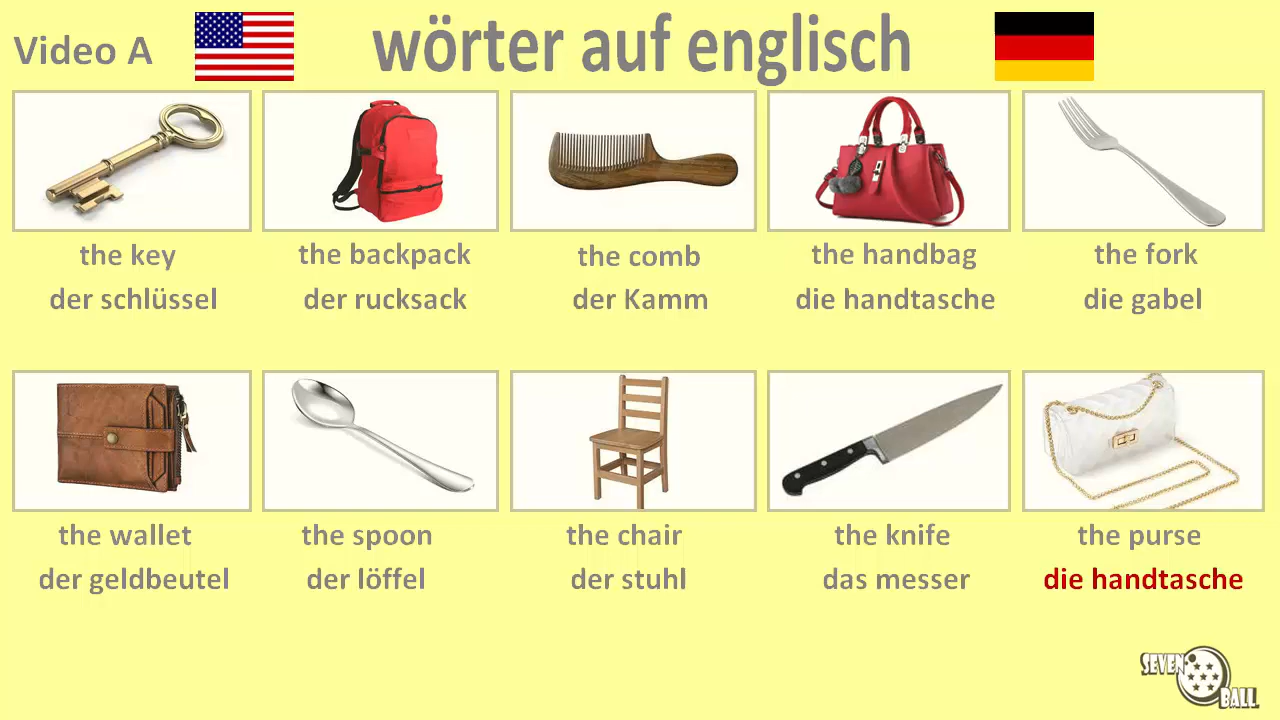 Video A
wörter auf englisch
the key
der schlüssel
the backpack
der rucksack
the comb
der Kamm
the handbag
die handtasche
the fork
die gabel
the wallet
der geldbeutel
the spoon
der löffel
the chair
der stuhl
the knife
das messer
the purse
die handtasche
SEVEN
BALL